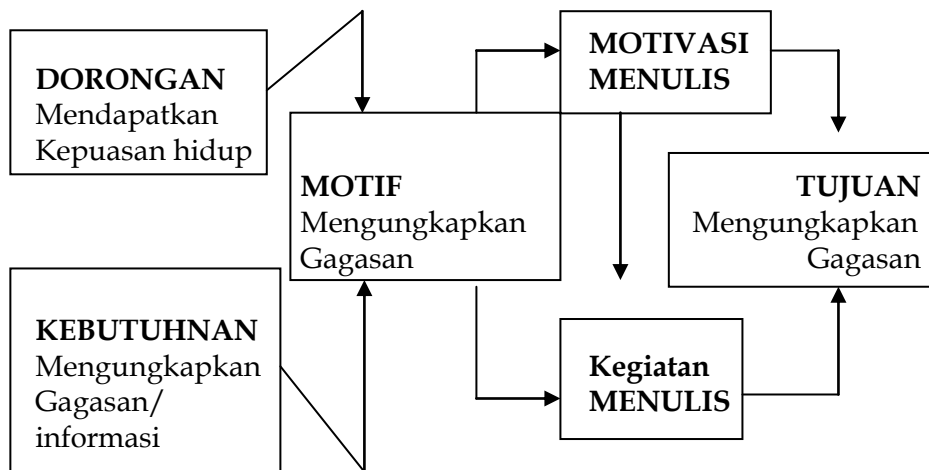 DORONGAN
Mendapatkan
Kepuasan hidup
KEBUTUHNAN
Mengungkapkan
Gagasan/
informasi
MOTIF
Mengungkapkan
Gagasan
MOTIVASI
MENULIS
Kegiatan
MENULIS
TUJUAN
Mengungkapkan
Gagasan